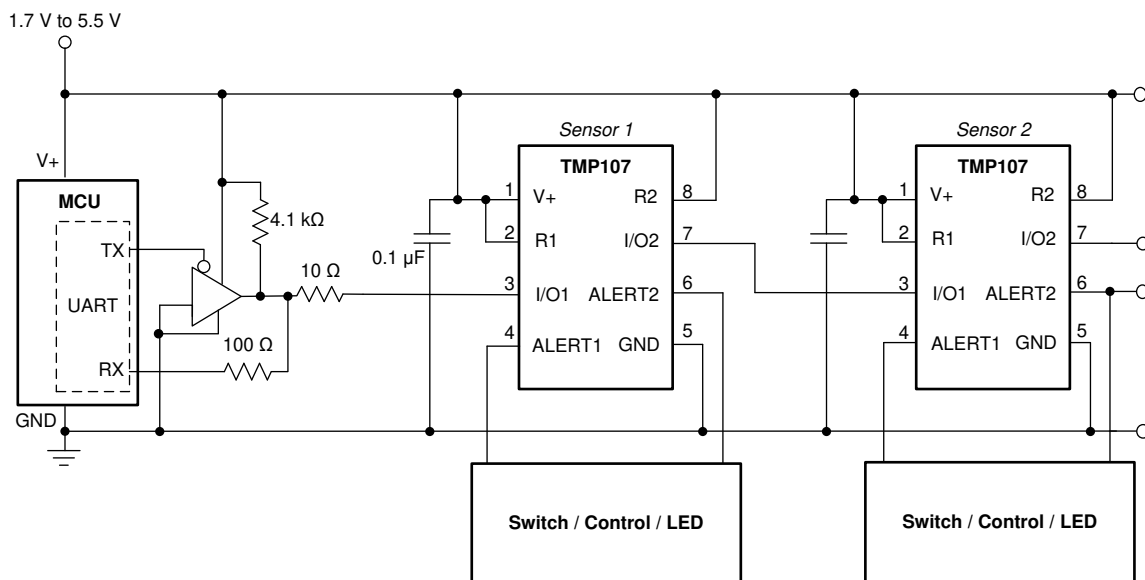 1.7 V to 5.5 V
V+
MCU
TX
UART
RX
GND
4.1 kΩ
10 Ω
100 Ω
0.1 µF
Sensor 1
TMP107
1
V+
R2
8
2
R1
I/O2
7
3
I/O1
ALERT2
6
4
ALERT1
GND
5
Switch / Control / LED
Sensor 2
TMP107
1
V+
R2
8
2
R1
I/O2
7
3
I/O1
ALERT2
6
4
ALERT1
GND
5
Switch / Control / LED